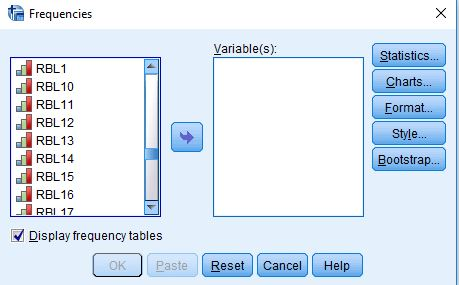 Frequencies
Variable(s):
RBL1
RBL10
RBL11
RBL12
RBL13
RBL14
RBL15
RBL16
RBL17
Statistics...
Charts...
Format...
Style...
Bootstrap...
Display frequency tables
OK
Paste
Reset
Cancel
Help